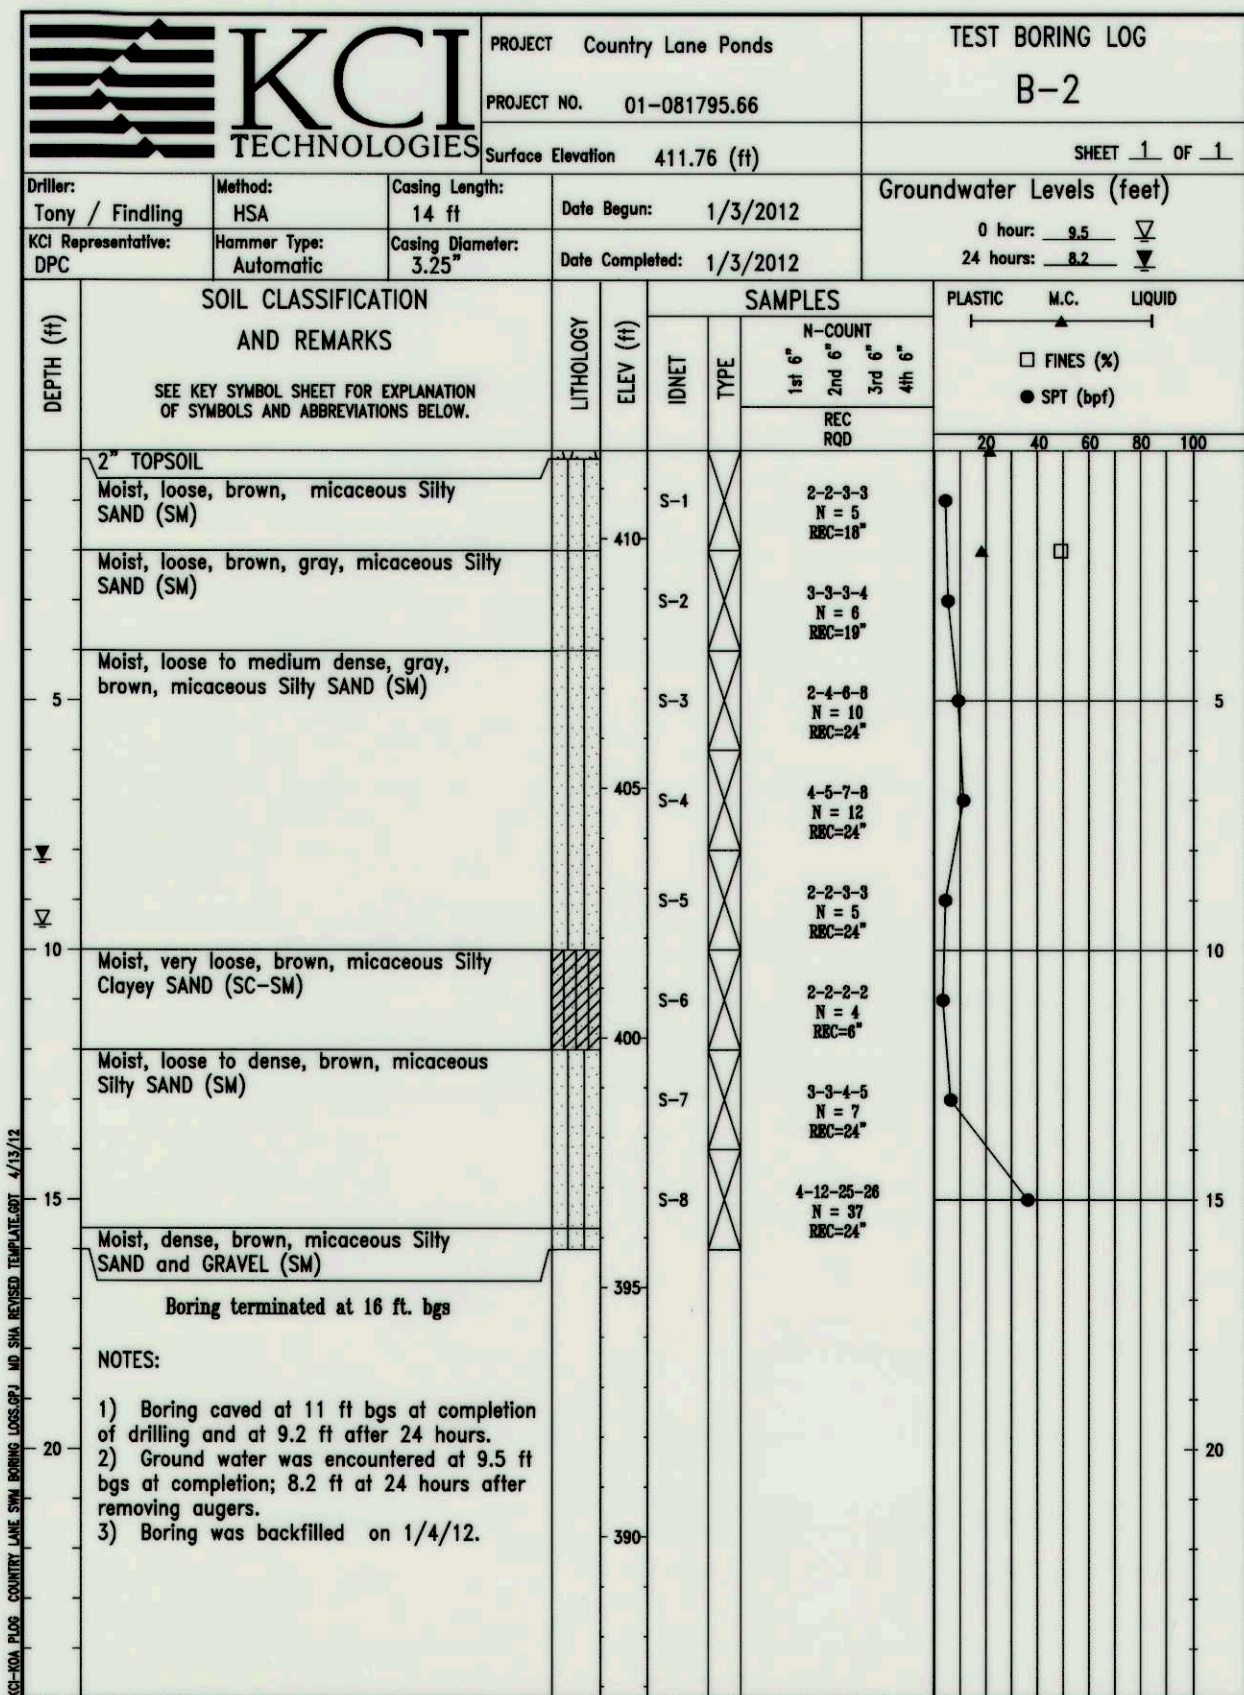 KCI
TECHNOLOGIES
PROJECT Country Lane Ponds
PROJECT NO. 01-081795.66
Surface Elevation 411.76 (ft)
TEST BORING LOG
B-2
SHEET 1 OF 1
Driller:
Tony / Findling
Method:
HSA
Casing Length:
14 ft
KCI Representative:
DPC
Hammer Type:
Automatic
Casing Diameter:
3.25"
Date Begun: 1/3/2012
Date Completed: 1/3/2012
Groundwater Levels (feet)
0 hour: 9.5
24 hours: 8.2
DEPTH (ft)
SOIL CLASSIFICATION
AND REMARKS
SEE KEY SYMBOL SHEET FOR EXPLANATION
OF SYMBOLS AND ABBREVIATIONS BELOW.
LITHOLOGY
ELEV (ft)
SAMPLES
IDNET
TYPE
N-COUNT
1st 6"
2nd 6"
3rd 6"
4th 6"
REC
RQD
PLASTIC M.C. LIQUID
FINES (%)
SPT (bpf)
20 40 60 80 100
2" TOPSOIL
Moist, loose, brown, micaceous Silty
SAND (SM)
S-1
2-2-3-3
N = 5
REC=18"
410
Moist, loose, brown, gray, micaceous Silty
SAND (SM)
S-2
3-3-3-4
N = 6
REC=19"
Moist, loose to medium dense, gray,
brown, micaceous Silty SAND (SM)
5
S-3
2-4-6-8
N = 10
REC=24"
5
405
S-4
4-5-7-8
N = 12
REC=24"
S-5
2-2-3-3
N = 5
REC=24"
10
10
Moist, very loose, brown, micaceous Silty
Clayey SAND (SC-SM)
S-6
2-2-2-2
N = 4
REC=6"
400
Moist, loose to dense, brown, micaceous
Silty SAND (SM)
S-7
3-3-4-5
N = 7
REC=24"
15
S-8
4-12-25-26
N = 37
REC=24"
15
Moist, dense, brown, micaceous Silty
SAND and GRAVEL (SM)
395
Boring terminated at 16 ft. bgs
NOTES:
1) Boring caved at 11 ft bgs at completion
of drilling and at 9.2 ft after 24 hours.
20
20
2) Ground water was encountered at 9.5 ft
bgs at completion; 8.2 ft at 24 hours after
removing augers.
3) Boring was backfilled on 1/4/12.
390
KCI-KOA PLOG COUNTRY LANE SWM BORING LOGS.GPJ MD SHA REVISED TEMPLATE.GDT 4/13/12